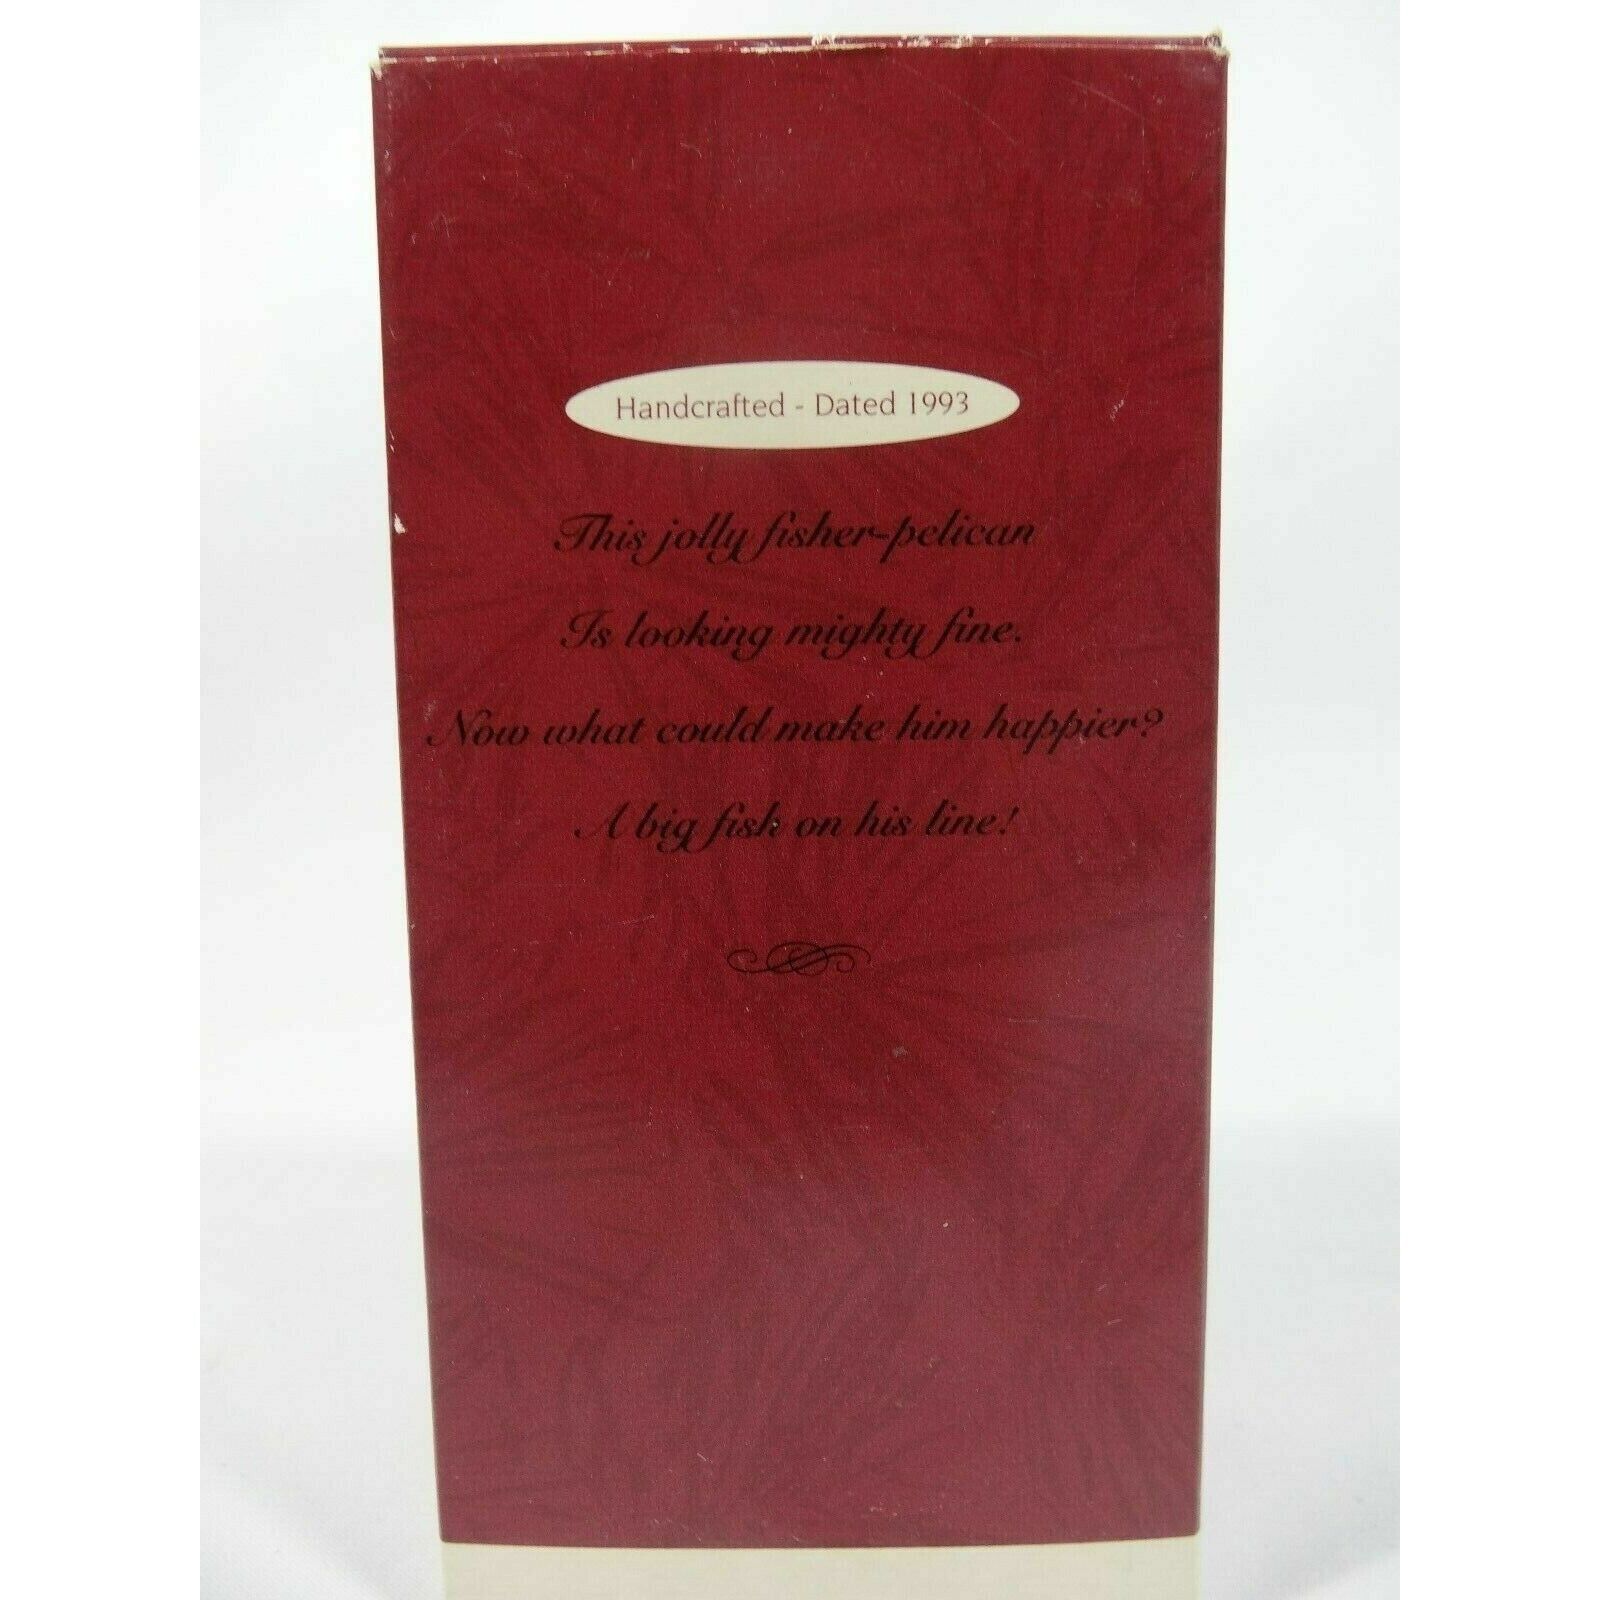 Handcrafted - Dated 1993
This jolly fisher-pelican
Is looking mighty fine.
Now what could make him happier?
A big fish on his line!